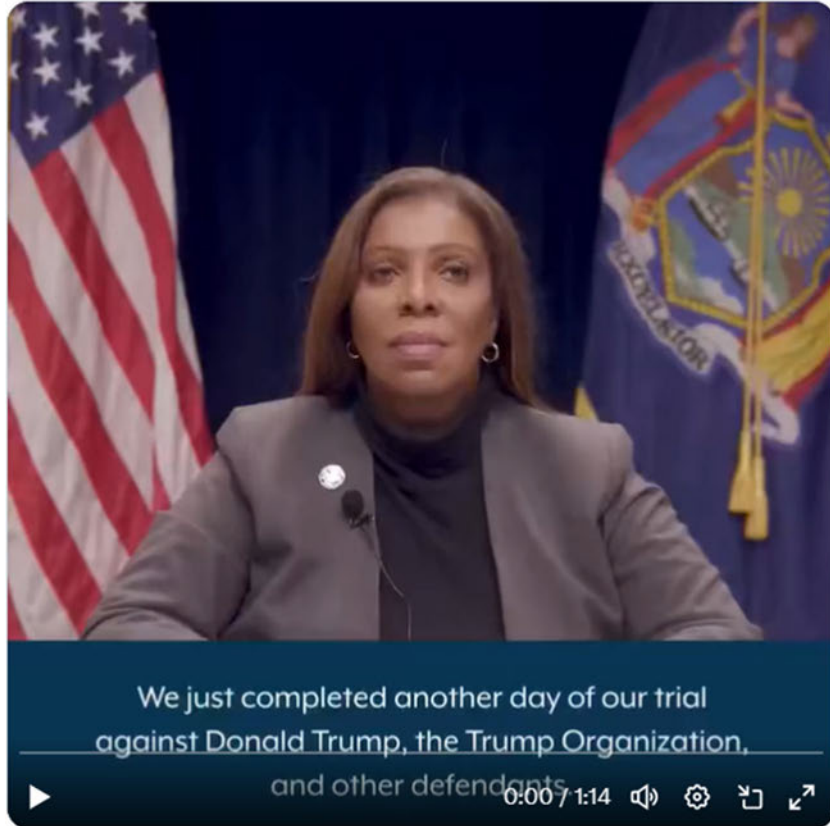 EXCELSIOR
We just completed another day of our trial
against Donald Trump, the Trump Organization,
and other defendants.
0:00 / 1:14